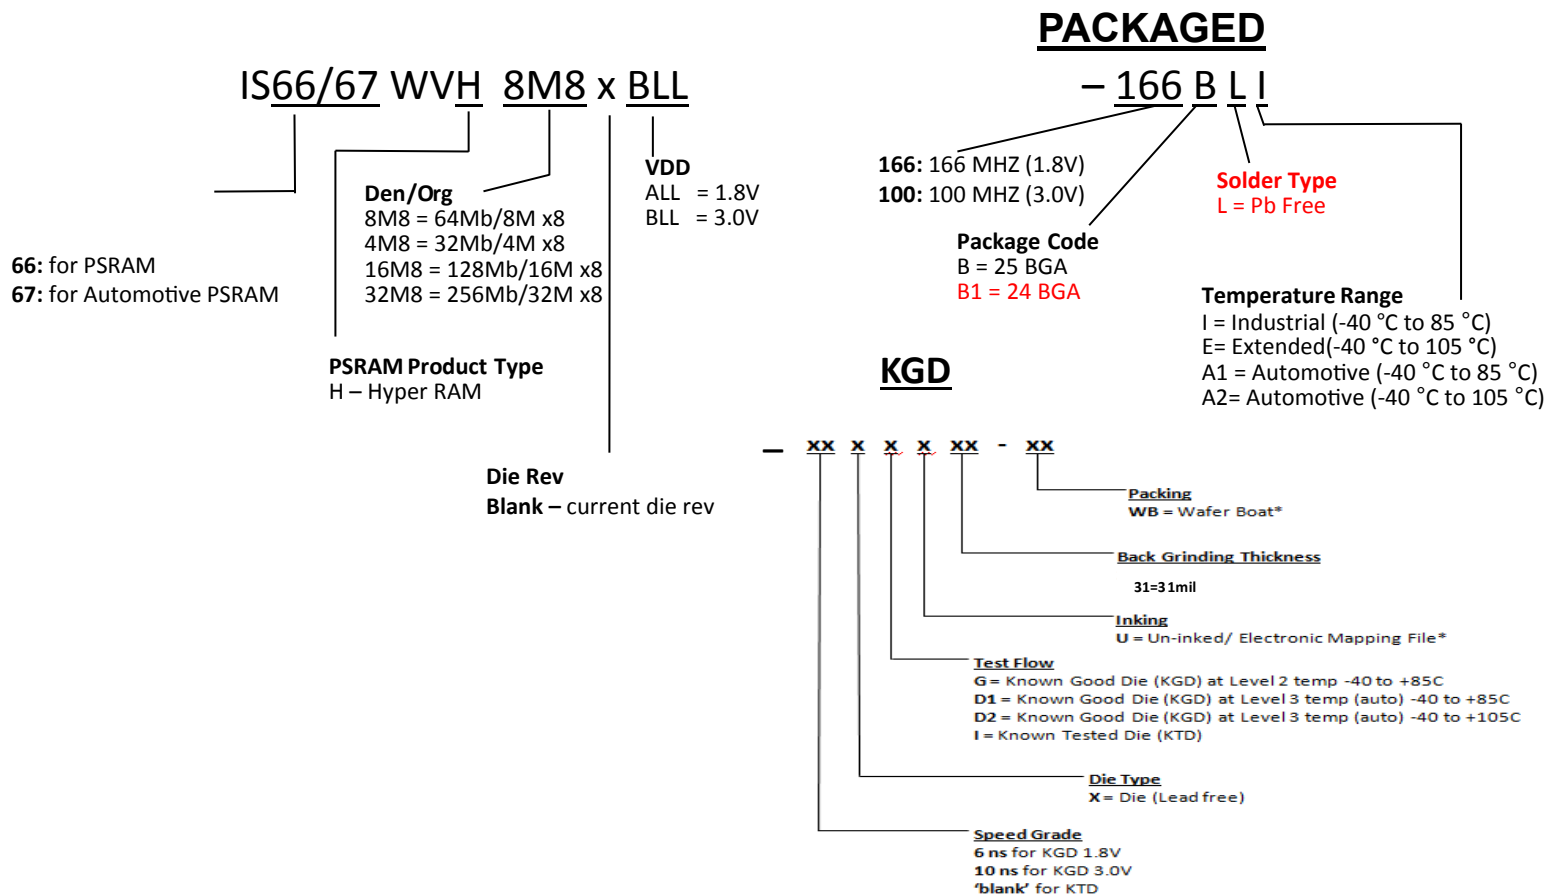 PACKAGED
IS66/67 WVH 8M8 x BLL
– 166 B L I
VDD
ALL = 1.8V
BLL = 3.0V
Den/Org
8M8 = 64Mb/8M x8
4M8 = 32Mb/4M x8
16M8 = 128Mb/16M x8
32M8 = 256Mb/32M x8
66: for PSRAM
67: for Automotive PSRAM
PSRAM Product Type
H – Hyper RAM
Die Rev
Blank – current die rev
166: 166 MHZ (1.8V)
100: 100 MHZ (3.0V)
Solder Type
L = Pb Free
Package Code
B = 25 BGA
B1 = 24 BGA
Temperature Range
I = Industrial (-40 °C to 85 °C)
E= Extended(-40 °C to 105 °C)
A1 = Automotive (-40 °C to 85 °C)
A2= Automotive (-40 °C to 105 °C)
KGD
– xx x x x xx - xx
Packing
WB = Wafer Boat*
Back Grinding Thickness
31=31mil
Inking
U = Un-inked/ Electronic Mapping File*
Test Flow
G = Known Good Die (KGD) at Level 2 temp -40 to +85C
D1 = Known Good Die (KGD) at Level 3 temp (auto) -40 to +85C
D2 = Known Good Die (KGD) at Level 3 temp (auto) -40 to +105C
I = Known Tested Die (KTD)
Die Type
X = Die (Lead free)
Speed Grade
6 ns for KGD 1.8V
10 ns for KGD 3.0V
'blank' for KTD